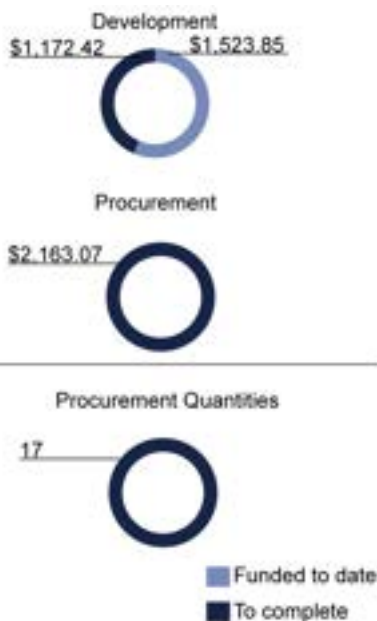 Development
$1,172.42 $1,523.85
Procurement
$2,163.07
Procurement Quantities
17
Funded to date
To complete